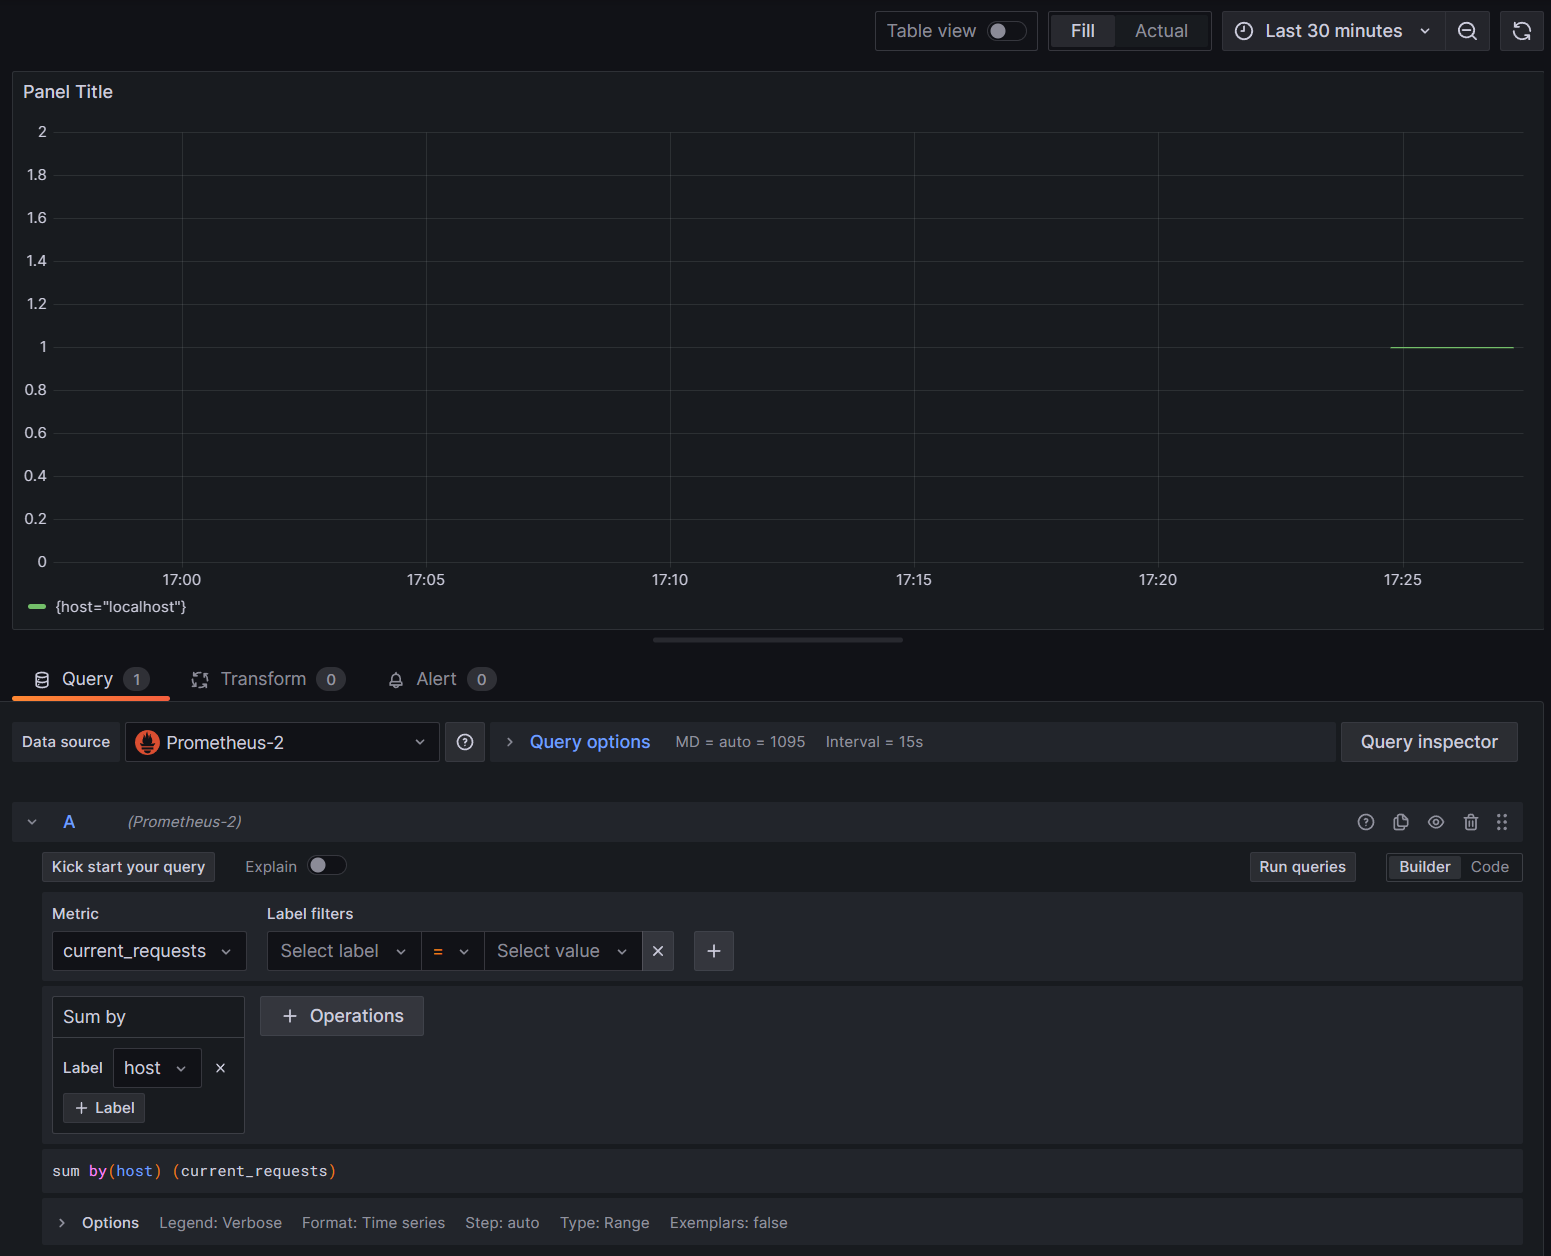 Table view Fill Actual Last 30 minutes
Panel Title
2
1.8
1.6
1.4
1.2
1
0.8
0.6
0.4
0.2
0
17:00 17:05 17:10 17:15 17:20 17:25
{host="localhost"}
Query 1 Transform 0 Alert 0
Data source Prometheus-2 Query options MD = auto = 1095 Interval = 15s Query inspector
A (Prometheus-2)
Kick start your query Explain Run queries Builder Code
Metric Label filters
current_requests Select label = Select value
Sum by + Operations
Label host
+ Label
sum by(host) (current_requests)
Options Legend: Verbose Format: Time series Step: auto Type: Range Exemplars: false